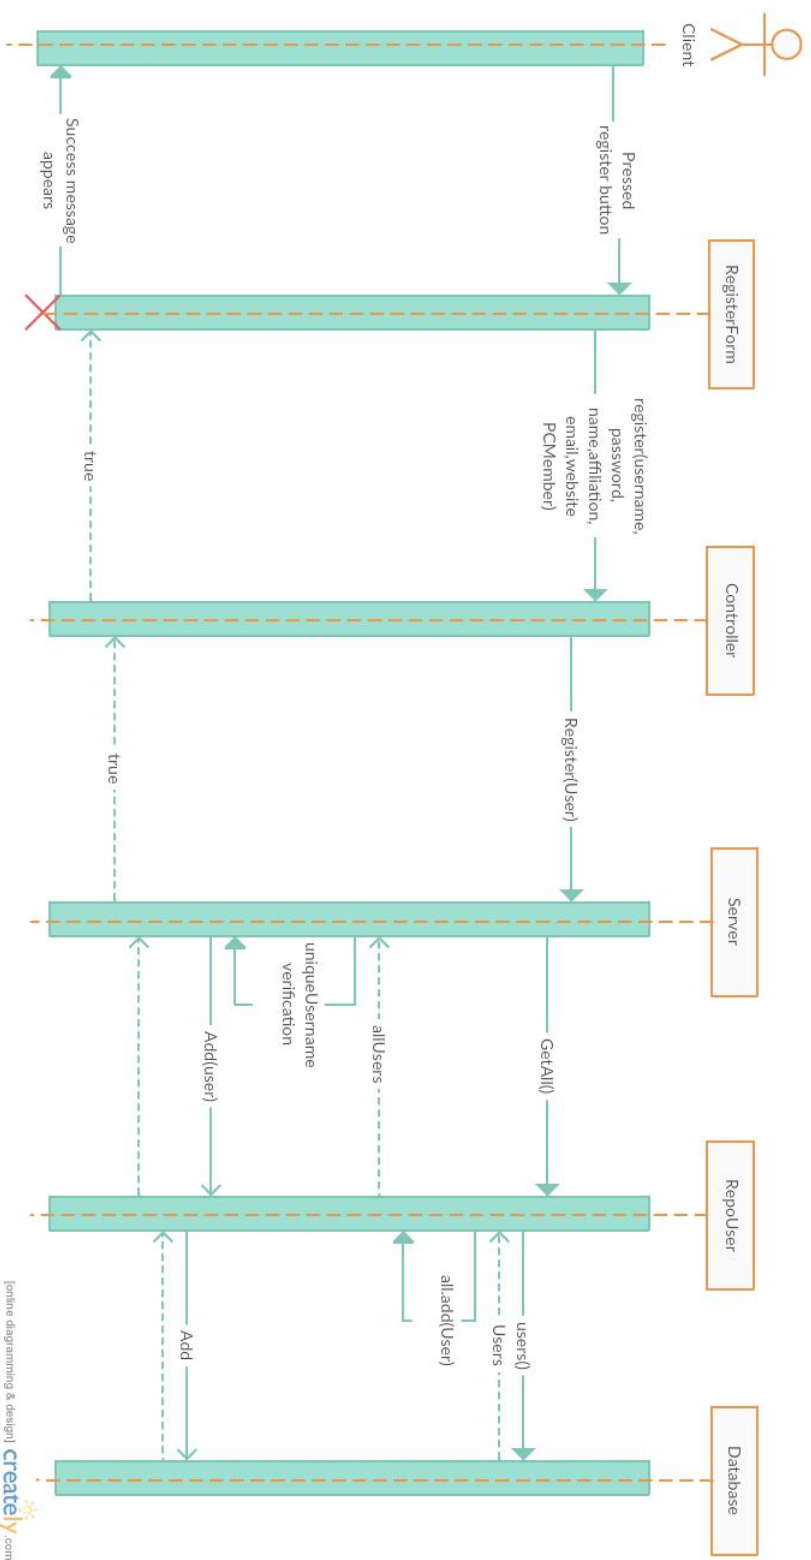 Client
RegisterForm
Controller
Server
RepoUser
Database
Pressed
register button
register(username,
password,
name,affiliation,
email,website
PCMember)
Register(User)
GetAll()
users()
Users
all.add(User)
allUsers
uniqueUsername
verification
Add(user)
Add
true
true
Success message
appears
[online diagramming & design] creately.com